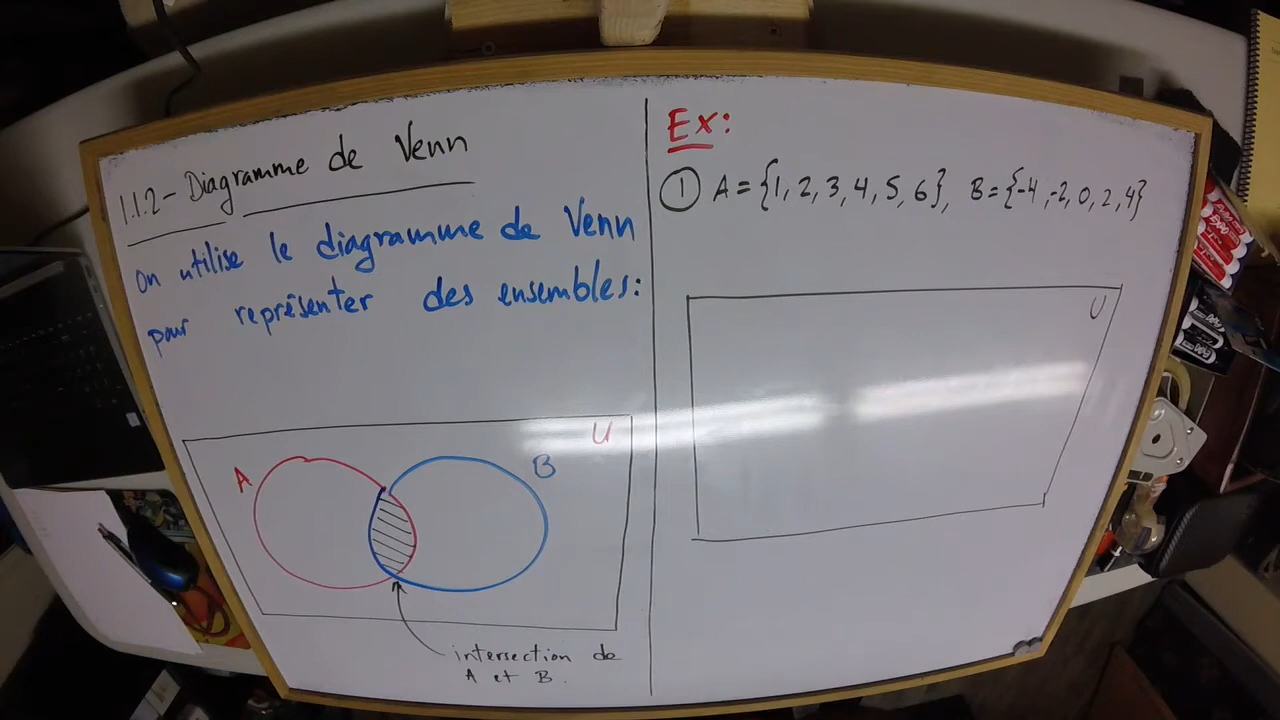 1.1.2 - Diagramme de Venn
on utilise le diagramme de Venn
pour représenter des ensembles:
U
A
B
intersection de
A et B.
Ex:
① A = {1, 2, 3, 4, 5, 6}, B = {-4, -2, 0, 2, 4}
U